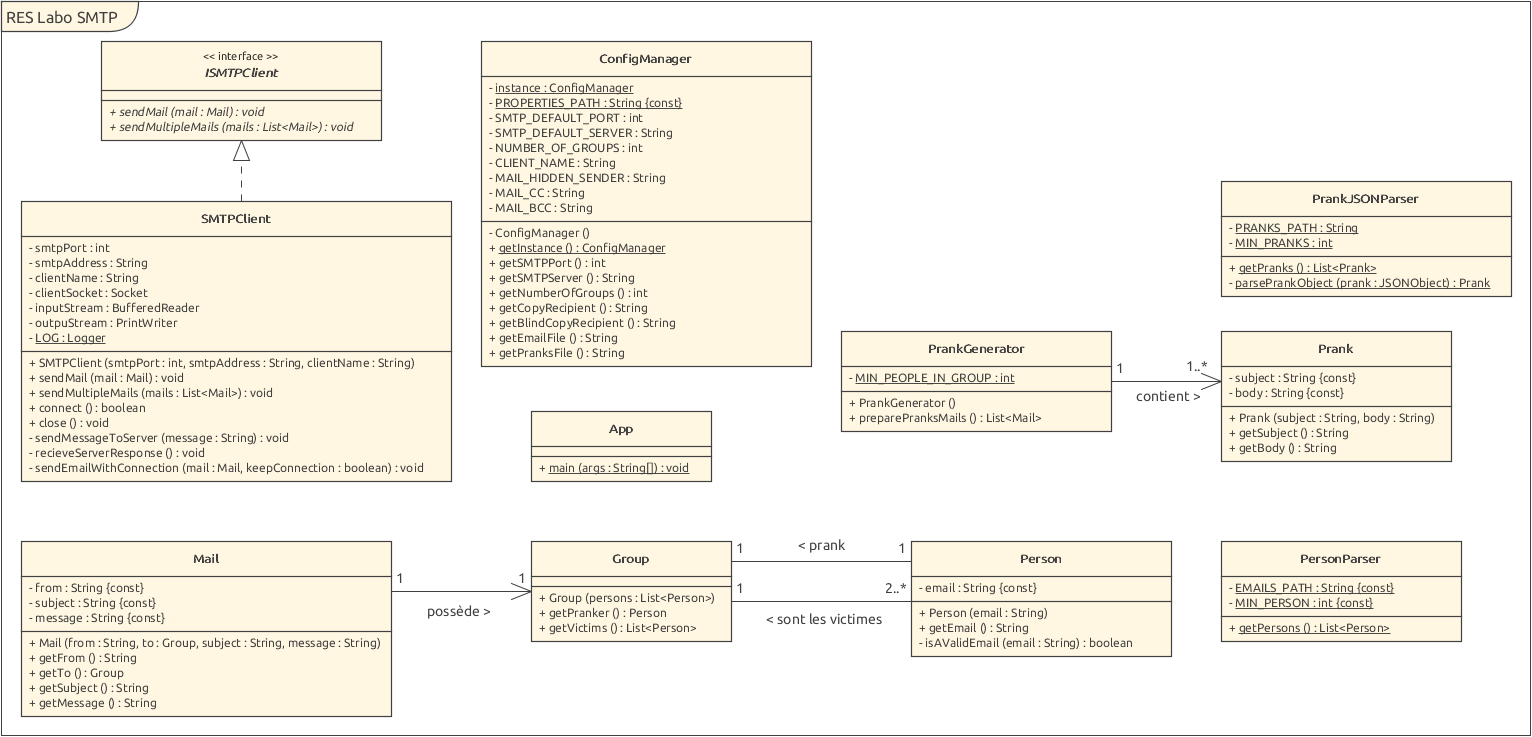 RES Labo SMTP
<< interface >>
ISMTPClient
+ sendMail (mail : Mail) : void
+ sendMultipleMails (mails : List<Mail>) : void
SMTPClient
- smtpPort : int
- smtpAddress : String
- clientName : String
- clientSocket : Socket
- inputStream : BufferedReader
- outpuStream : PrintWriter
- LOG : Logger
+ SMTPClient (smtpPort : int, smtpAddress : String, clientName : String)
+ sendMail (mail : Mail) : void
+ sendMultipleMails (mails : List<Mail>) : void
+ connect () : boolean
+ close () : void
- sendMessageToServer (message : String) : void
- recieveServerResponse () : void
- sendEmailWithConnection (mail : Mail, keepConnection : boolean) : void
ConfigManager
- instance : ConfigManager
- PROPERTIES_PATH : String {const}
- SMTP_DEFAULT_PORT : int
- SMTP_DEFAULT_SERVER : String
- NUMBER_OF_GROUPS : int
- CLIENT_NAME : String
- MAIL_HIDDEN_SENDER : String
- MAIL_CC : String
- MAIL_BCC : String
- ConfigManager ()
+ getInstance () : ConfigManager
+ getSMTPPort () : int
+ getSMTPServer () : String
+ getNumberOfGroups () : int
+ getCopyRecipient () : String
+ getBlindCopyRecipient () : String
+ getEmailFile () : String
+ getPranksFile () : String
App
+ main (args : String[]) : void
PrankJSONParser
- PRANKS_PATH : String
- MIN_PRANKS : int
+ getPranks () : List<Prank>
- parsePrankObject (prank : JSONObject) : Prank
PrankGenerator
- MIN_PEOPLE_IN_GROUP : int
+ PrankGenerator ()
+ preparePranksMails () : List<Mail>
1
1..*
contient >
Prank
- subject : String {const}
- body : String {const}
+ Prank (subject : String, body : String)
+ getSubject () : String
+ getBody () : String
Mail
- from : String {const}
- subject : String {const}
- message : String {const}
+ Mail (from : String, to : Group, subject : String, message : String)
+ getFrom () : String
+ getTo () : Group
+ getSubject () : String
+ getMessage () : String
1
1
possède >
Group
+ Group (persons : List<Person>)
+ getPranker () : Person
+ getVictims () : List<Person>
1
< prank
1
1
2..*
< sont les victimes
Person
- email : String {const}
+ Person (email : String)
+ getEmail () : String
- isAValidEmail (email : String) : boolean
PersonParser
- EMAILS_PATH : String {const}
- MIN_PERSON : int {const}
+ getPersons () : List<Person>